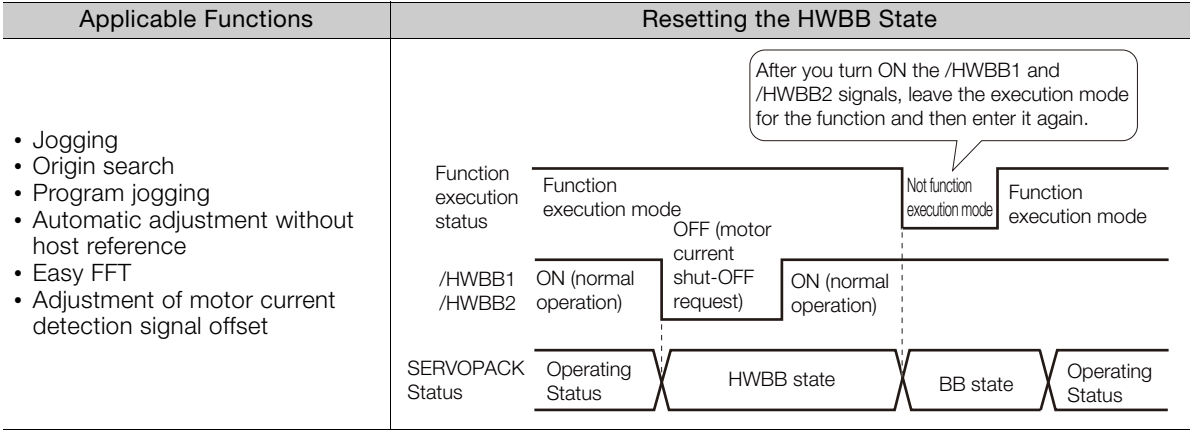 Applicable Functions
Resetting the HWBB State
• Jogging
• Origin search
• Program jogging
• Automatic adjustment without
host reference
• Easy FFT
• Adjustment of motor current
detection signal offset
After you turn ON the /HWBB1 and
/HWBB2 signals, leave the execution mode
for the function and then enter it again.
Function
execution
status
Function
execution mode
Not function
execution mode
Function
execution mode
/HWBB1
/HWBB2
ON (normal
operation)
OFF (motor
current
shut-OFF
request)
ON (normal
operation)
SERVOPACK
Status
Operating
Status
HWBB state
BB state
Operating
Status